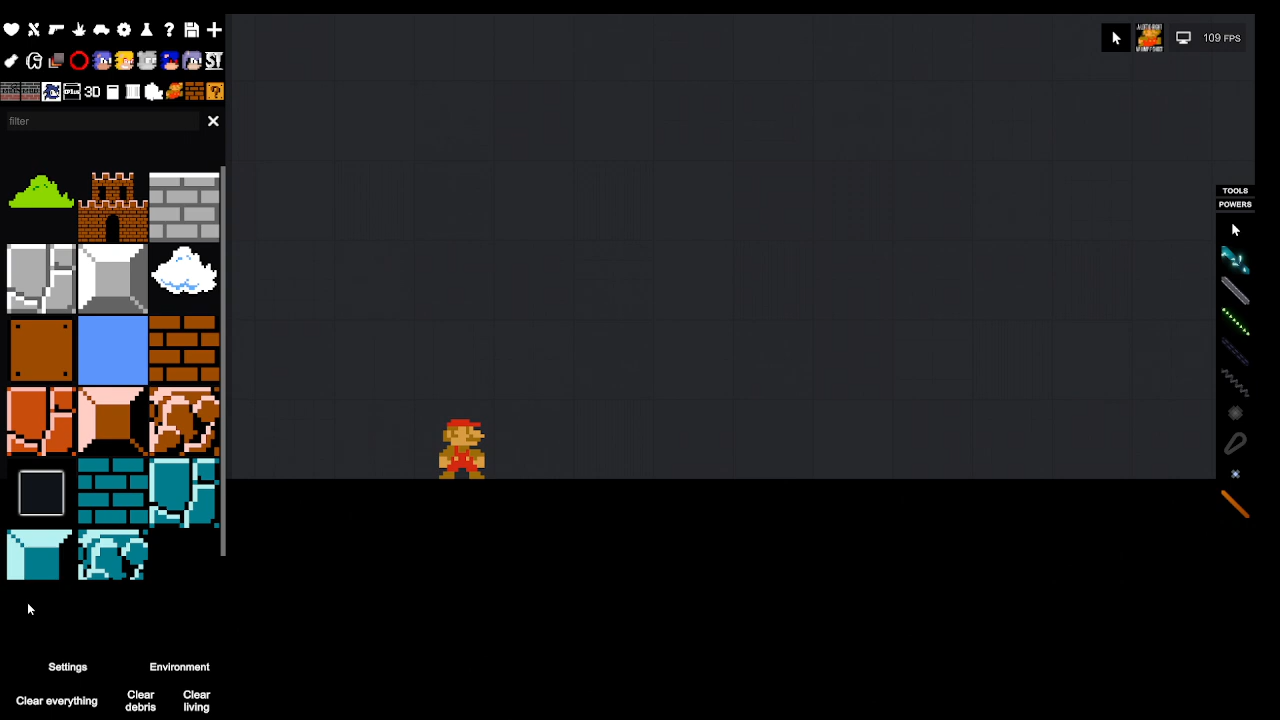 109 FPS
3D
filter
TOOLS
POWERS
Settings
Environment
Clear everything
Clear
debris
Clear
living